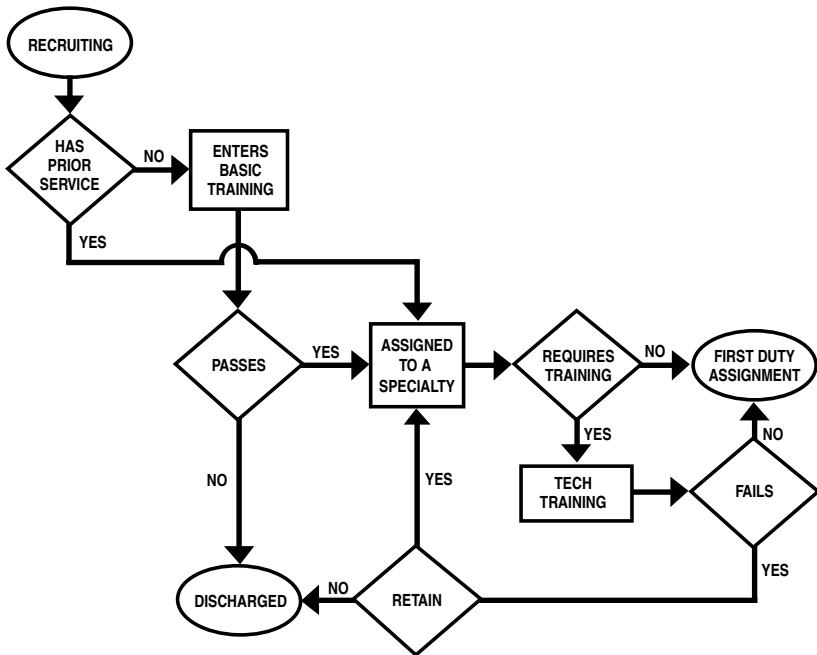 RECRUITING
HAS
PRIOR
SERVICE
NO
ENTERS
BASIC
TRAINING
YES
PASSES
YES
ASSIGNED
TO A
SPECIALTY
REQUIRES
TRAINING
NO
FIRST DUTY
ASSIGNMENT
YES
NO
TECH
TRAINING
FAILS
NO
YES
YES
DISCHARGED
NO
RETAIN